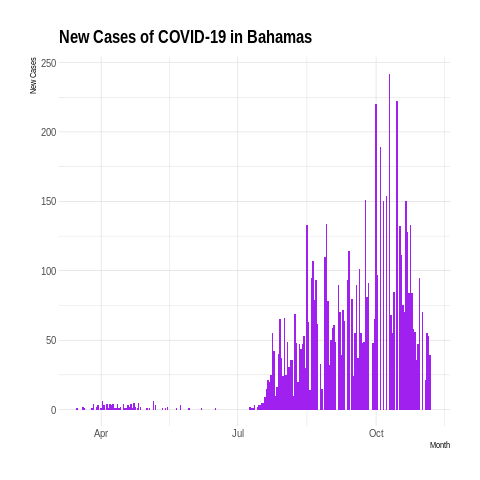 New Cases of COVID-19 in Bahamas
New Cases
250
200
150
100
50
0
Apr
Jul
Oct
Month